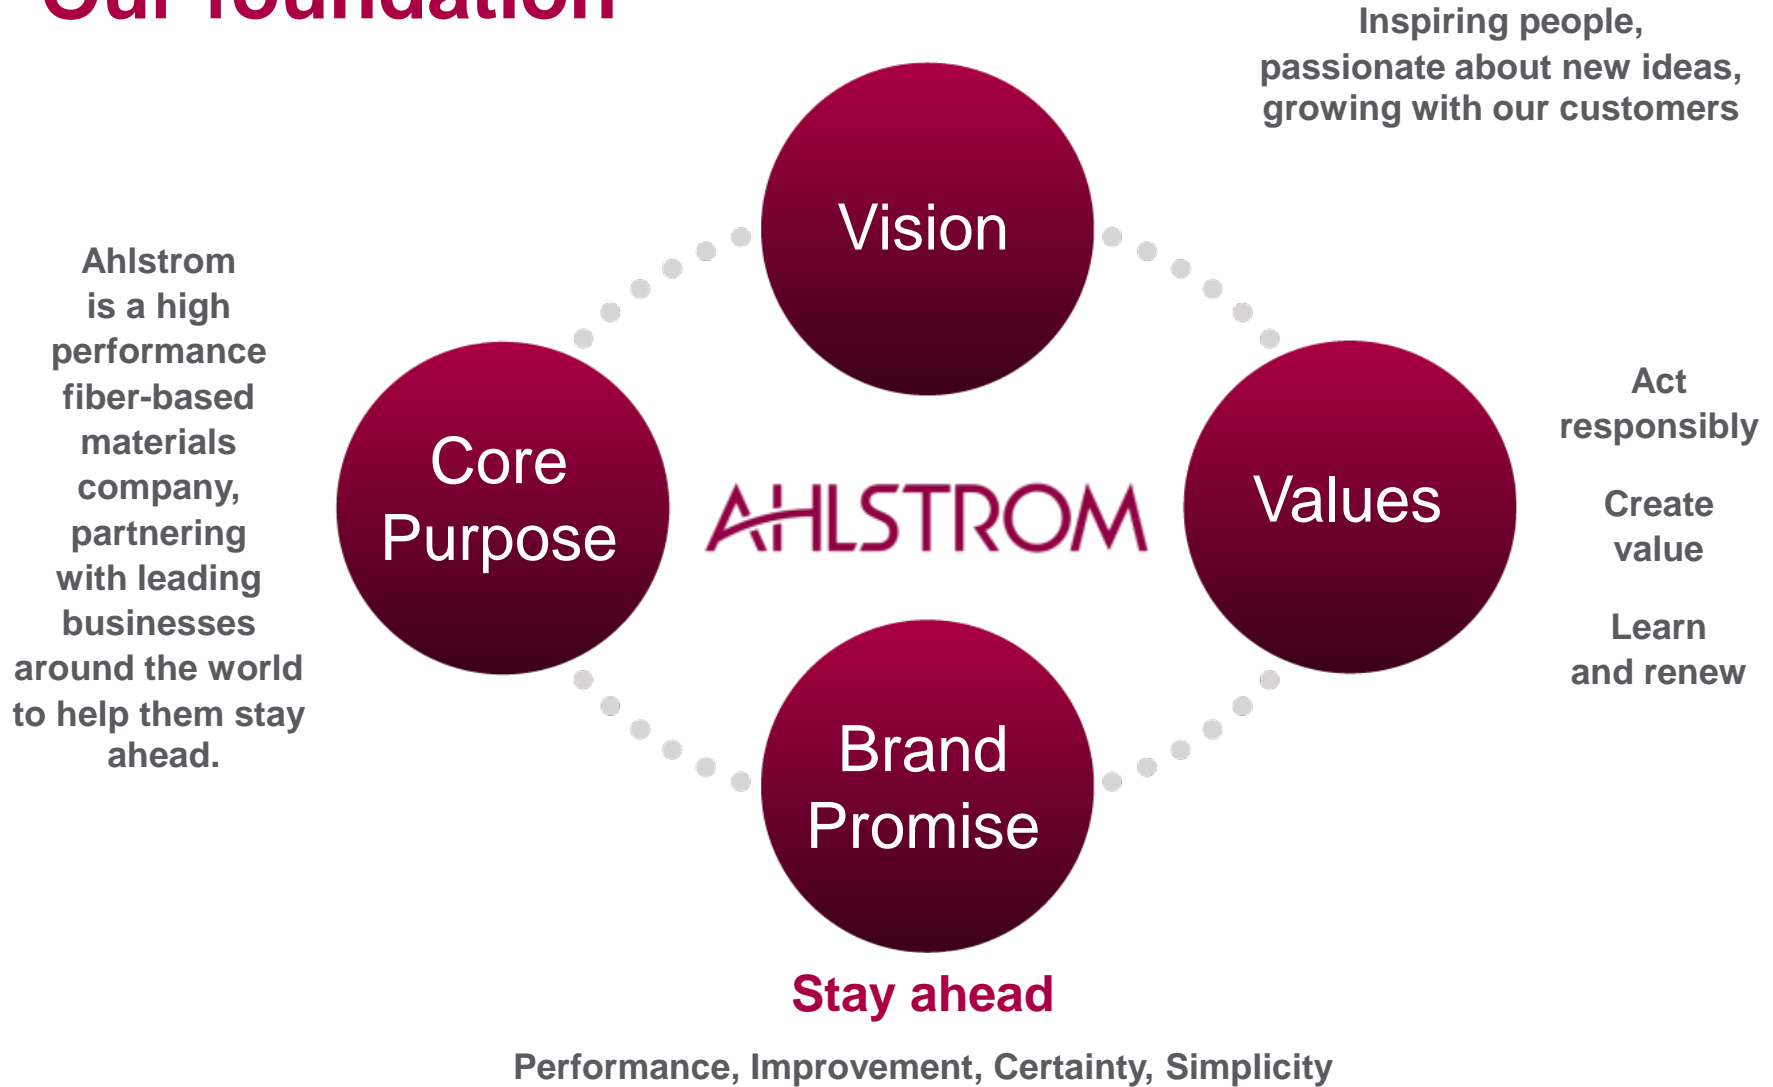 Our foundation
Inspiring people,
passionate about new ideas,
growing with our customers
Vision
Ahlstrom
is a high
performance
fiber-based
materials
company,
partnering
with leading
businesses
around the world
to help them stay
ahead.
Core
Purpose
AHLSTROM
Values
Act
responsibly
Create
value
Learn
and renew
Brand
Promise
Stay ahead
Performance, Improvement, Certainty, Simplicity